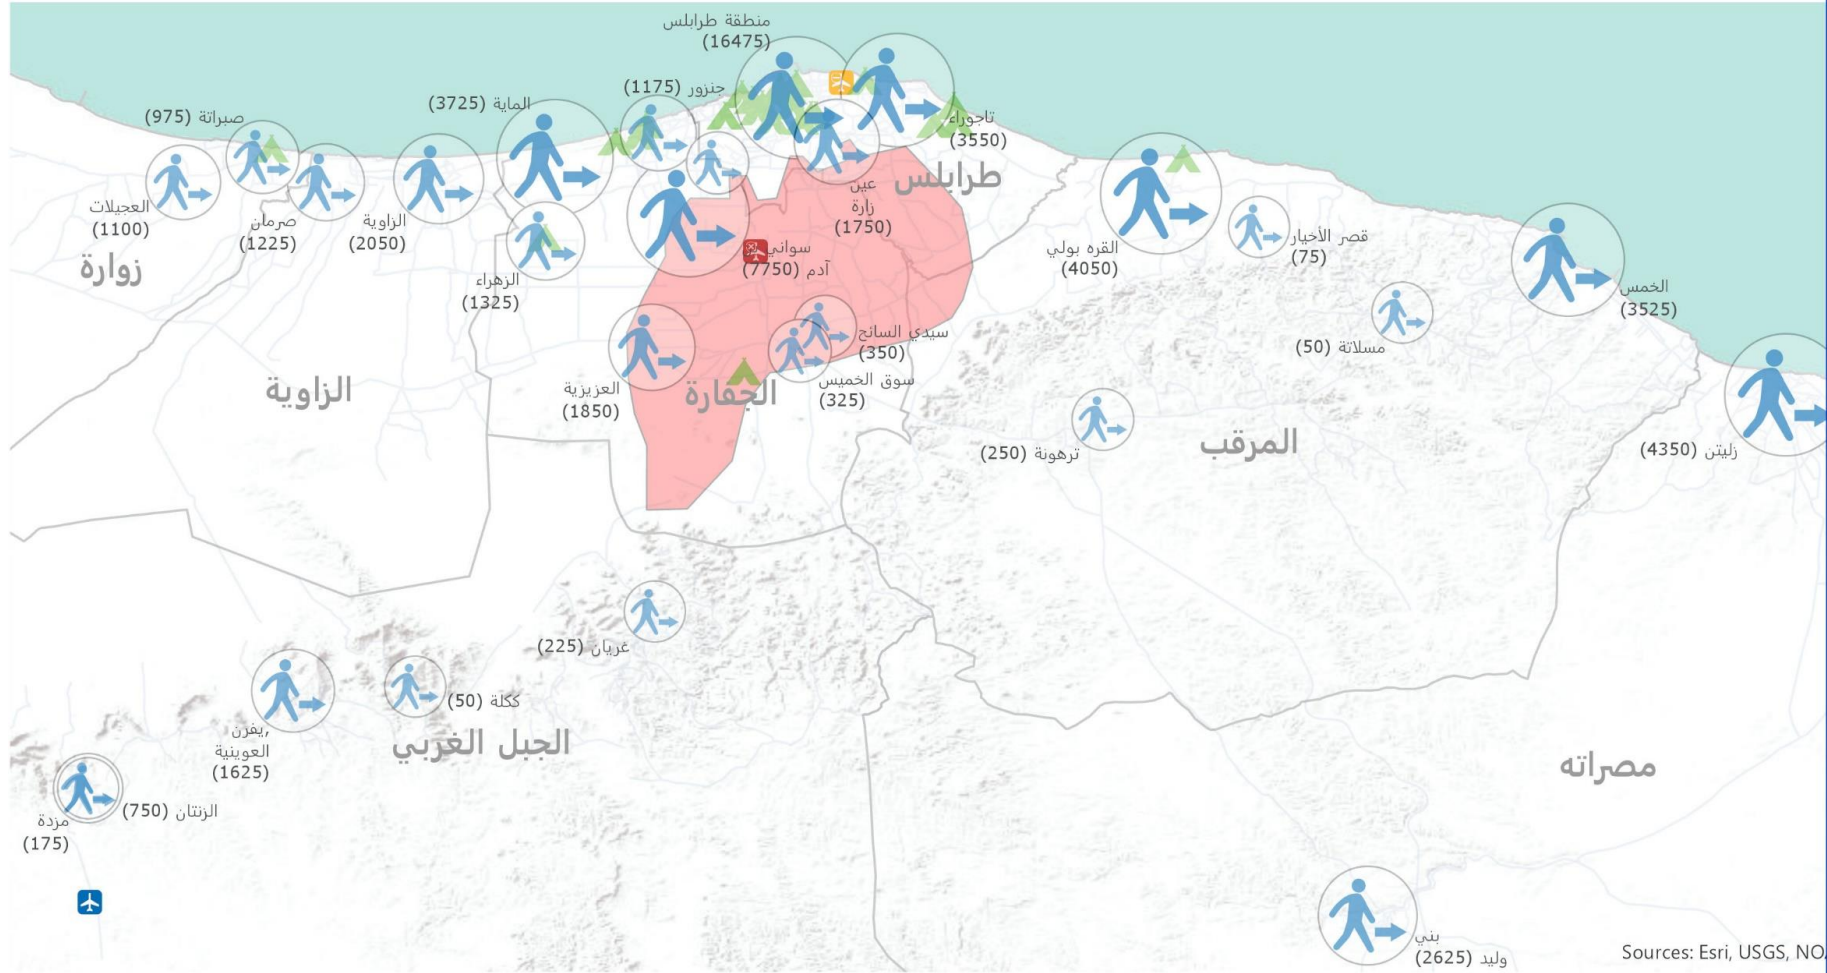 منطقة طرابلس
(16475)
جنزور (1175)
الماية (3725)
صبراتة (975)
تاجوراء
(3550)
طرابلس
عين
زارة
(1750)
العجيلات
(1100)
صرمان
(1225)
الزاوية
(2050)
زوارة
سواني
آدم (7750)
القره بولي
(4050)
قصر الأخيار
(75)
الزهراء
(1325)
الخمس
(3525)
سيدي السائح
(350)
مسلاتة (50)
سوق الخميس
(325)
العزيزية
(1850)
الجفارة
الزاوية
المرقب
ترهونة (250)
زليتن (4350)
غريان (225)
ككلة (50)
يفرن,
العوينية
(1625)
الجبل الغربي
مصراته
الزنتان (750)
مزدة
(175)
بني
وليد (2625)
Sources: Esri, USGS, NO